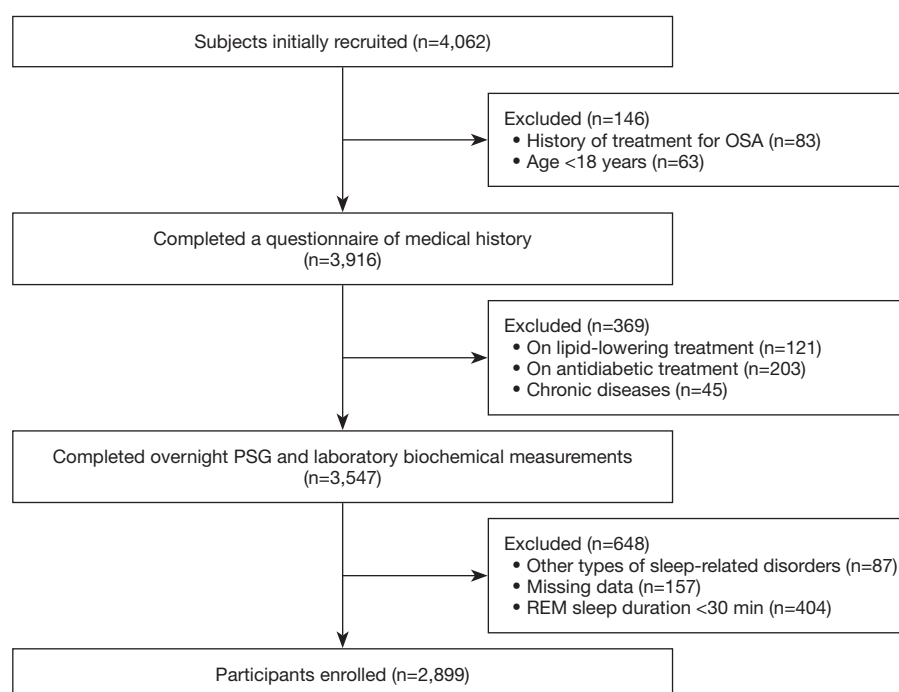 Subjects initially recruited (n=4,062)
Excluded (n=146)
• History of treatment for OSA (n=83)
• Age <18 years (n=63)
Completed a questionnaire of medical history
(n=3,916)
Excluded (n=369)
• On lipid-lowering treatment (n=121)
• On antidiabetic treatment (n=203)
• Chronic diseases (n=45)
Completed overnight PSG and laboratory biochemical measurements
(n=3,547)
Excluded (n=648)
• Other types of sleep-related disorders (n=87)
• Missing data (n=157)
• REM sleep duration <30 min (n=404)
Participants enrolled (n=2,899)